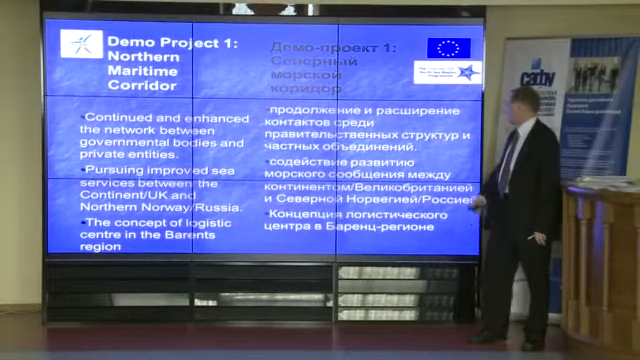 Demo Project 1:
Northern
Maritime
Corridor
Демо-проект 1:
Северный
морской
коридор
•Continued and enhanced
the network between
governmental bodies and
private entities.
•Pursuing improved sea
services between the
Continent/UK and
Northern Norway/Russia.
•The concept of logistic
centre in the Barents
region
продолжение и расширение
контактов среди
правительственных структур и
частных объединений.
•содействие развитию
морского сообщения между
континентом/Великобританией
и Северной Норвегией/Россией
•Концепция логистического
центра в Баренц-регионе